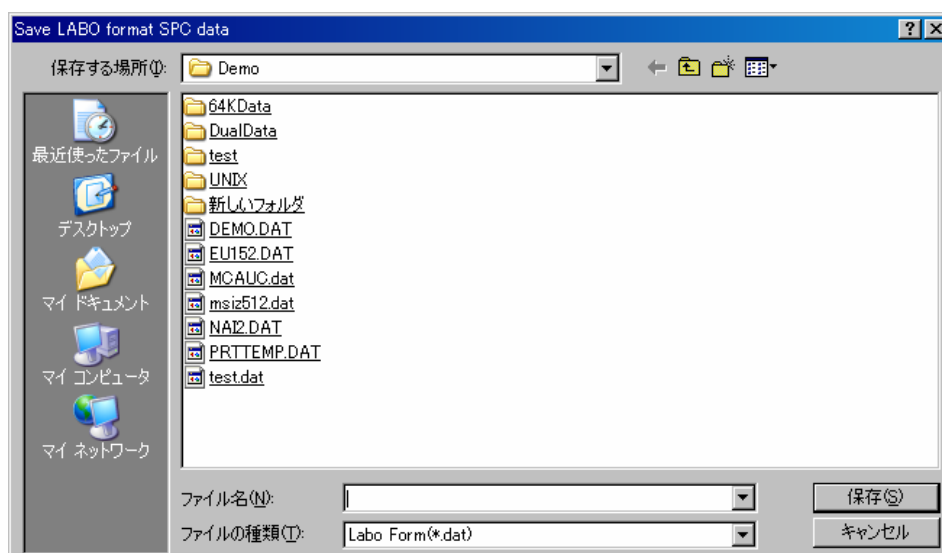 Save LABO format SPC data
保存する場所(I):
Demo
最近使ったファイル
デスクトップ
マイ ドキュメント
マイ コンピュータ
マイ ネットワーク
64KData
DualData
test
UNIX
新しいフォルダ
DEMO.DAT
EU152.DAT
MCAUC.dat
msiz512.dat
NAI2.DAT
PRTTEMP.DAT
test.dat
ファイル名(N):
保存(S)
ファイルの種類(T):
Labo Form(*.dat)
キャンセル